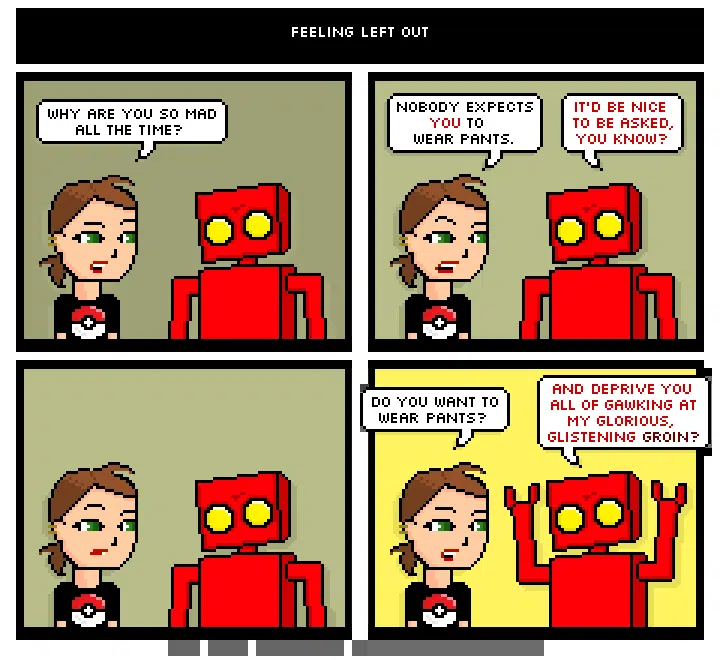 FEELING LEFT OUT
WHY ARE YOU SO MAD
ALL THE TIME?
NOBODY EXPECTS
YOU TO
WEAR PANTS.
IT'D BE NICE
TO BE ASKED,
YOU KNOW?
DO YOU WANT TO
WEAR PANTS?
AND DEPRIVE YOU
ALL OF GAWKING AT
MY GLORIOUS,
GLISTENING GROIN?